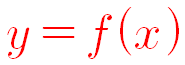 y = f(x)